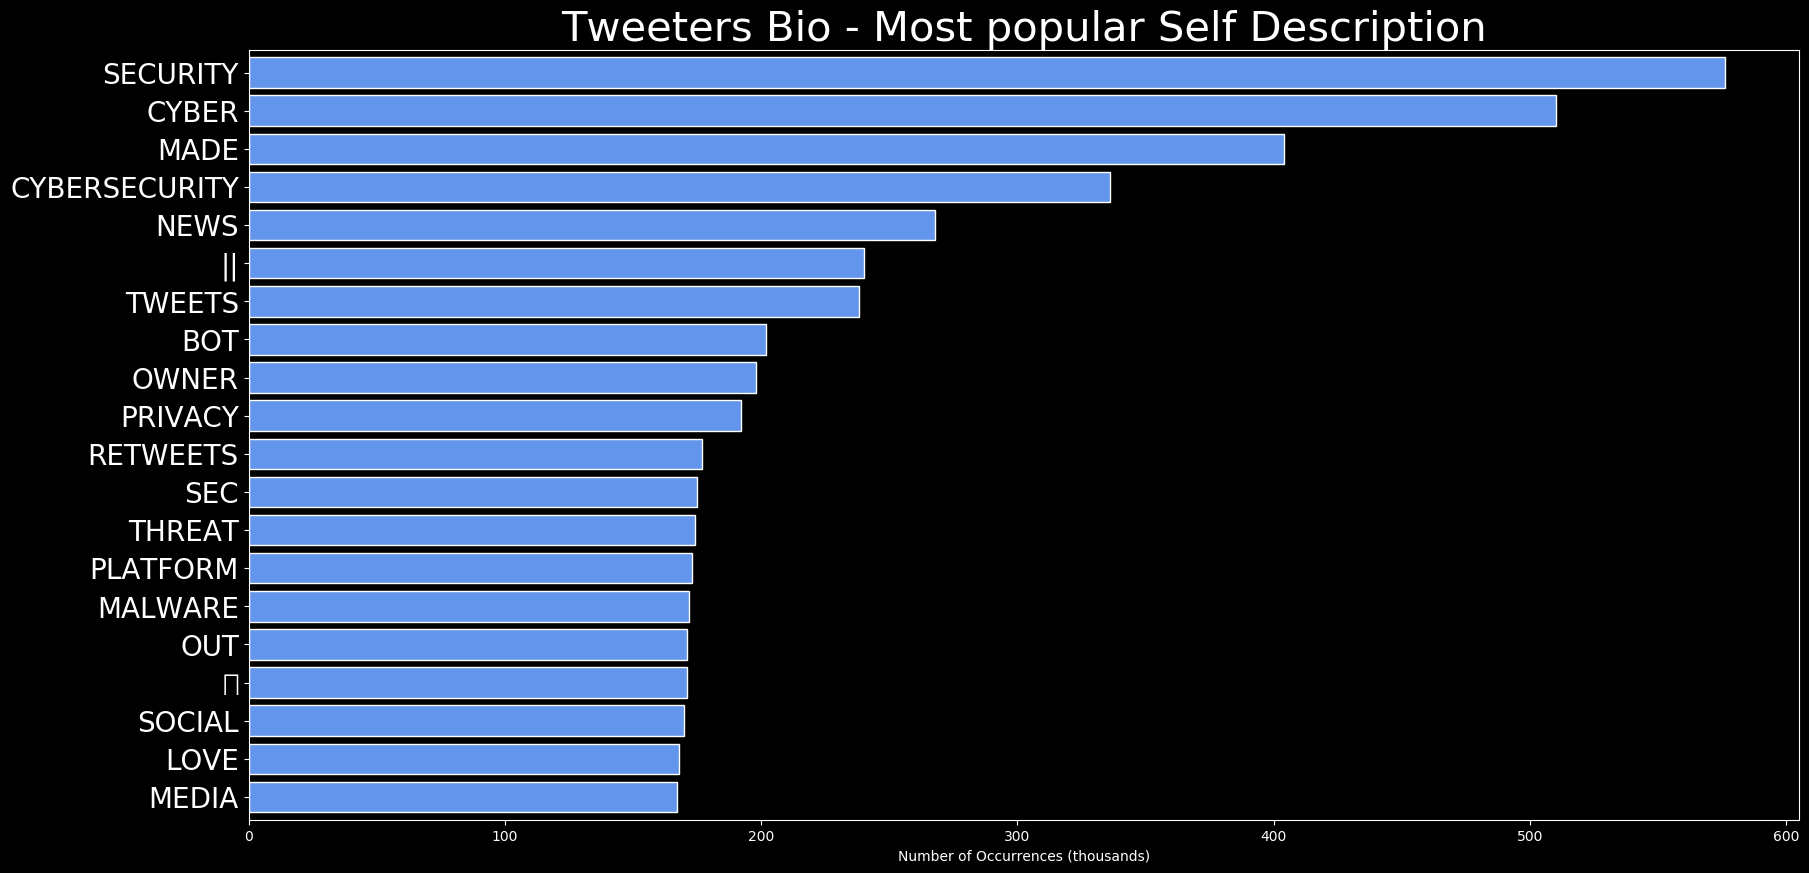 Tweeters Bio - Most popular Self Description
SECURITY
CYBER
MADE
CYBERSECURITY
NEWS
||
TWEETS
BOT
OWNER
PRIVACY
RETWEETS
SEC
THREAT
PLATFORM
MALWARE
OUT
SOCIAL
LOVE
MEDIA
0 100 200 300 400 500 600
Number of Occurrences (thousands)